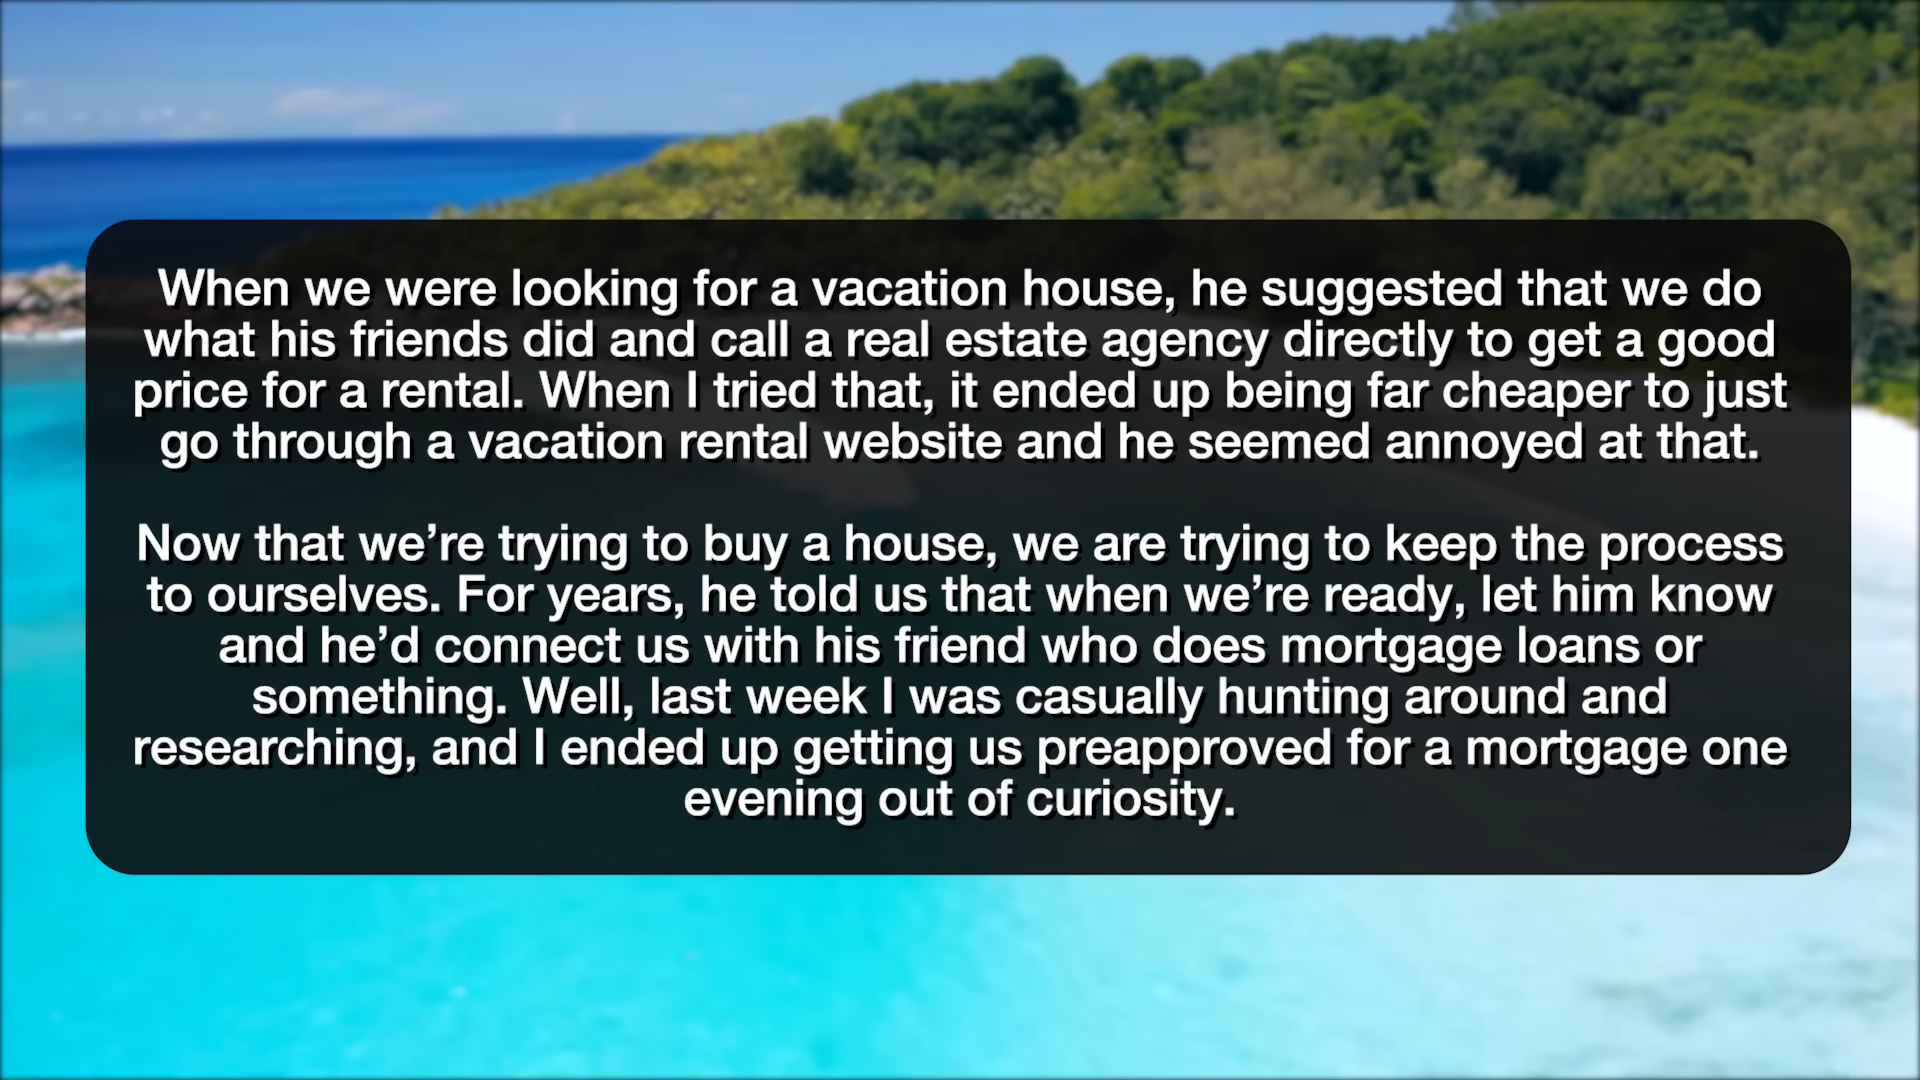 When we were looking for a vacation house, he suggested that we do
what his friends did and call a real estate agency directly to get a good
price for a rental. When I tried that, it ended up being far cheaper to just
go through a vacation rental website and he seemed annoyed at that.
Now that we’re trying to buy a house, we are trying to keep the process
to ourselves. For years, he told us that when we’re ready, let him know
and he’d connect us with his friend who does mortgage loans or
something. Well, last week I was casually hunting around and
researching, and I ended up getting us preapproved for a mortgage one
evening out of curiosity.